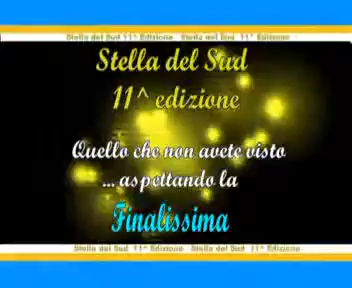 Stella del Sud 11^ Edizione Stella del Sud 11^ Edizione
Stella del Sud
11^ edizione
Quello che non avete visto
... aspettando la
Finalissima
Stella del Sud 11^ Edizione Stella del Sud 11^ Edizione